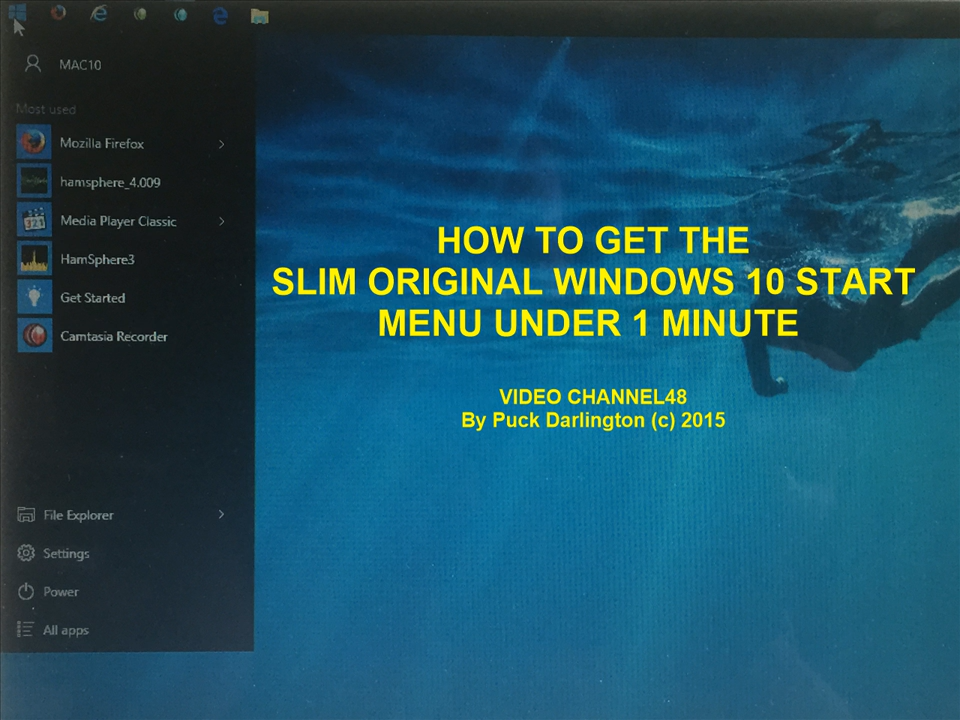 MAC10
Most used
Mozilla Firefox
hamsphere_4.009
Media Player Classic
321
HamSphere3
Get Started
Camtasia Recorder
File Explorer
Settings
Power
All apps
HOW TO GET THE
SLIM ORIGINAL WINDOWS 10 START
MENU UNDER 1 MINUTE
VIDEO CHANNEL48
By Puck Darlington (c) 2015